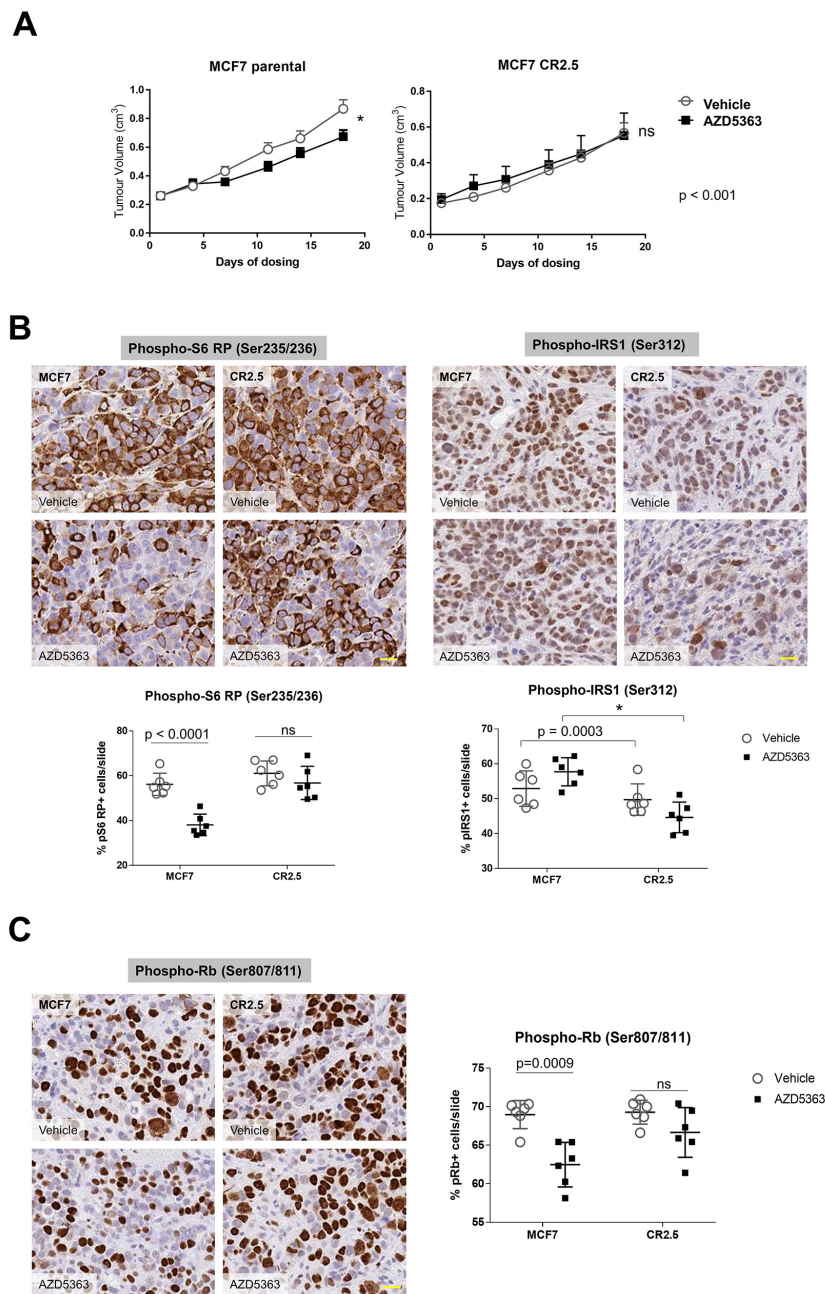 A
MCF7 parental
MCF7 CR2.5
1.0
0.8
0.6
0.4
0.2
0.0
Tumour Volume (cm3)
0
5
10
15
20
Days of dosing
*
0.8
0.6
0.4
0.2
0.0
Tumour Volume (cm3)
0
5
10
15
20
Days of dosing
ns
Vehicle
AZD5363
p < 0.001
B
Phospho-S6 RP (Ser235/236)
Phospho-IRS1 (Ser312)
MCF7
CR2.5
MCF7
CR2.5
Vehicle
Vehicle
Vehicle
Vehicle
AZD5363
AZD5363
AZD5363
AZD5363
Phospho-S6 RP (Ser235/236)
80
60
40
20
% pS6 RP+ cells/slide
p < 0.0001
ns
MCF7
CR2.5
Phospho-IRS1 (Ser312)
70
60
50
40
30
% pIRS1+ cells/slide
*
p = 0.0003
MCF7
CR2.5
Vehicle
AZD5363
C
Phospho-Rb (Ser807/811)
MCF7
CR2.5
Vehicle
Vehicle
AZD5363
AZD5363
Phospho-Rb (Ser807/811)
75
70
65
60
55
% pRb+ cells/slide
p=0.0009
ns
MCF7
CR2.5
Vehicle
AZD5363